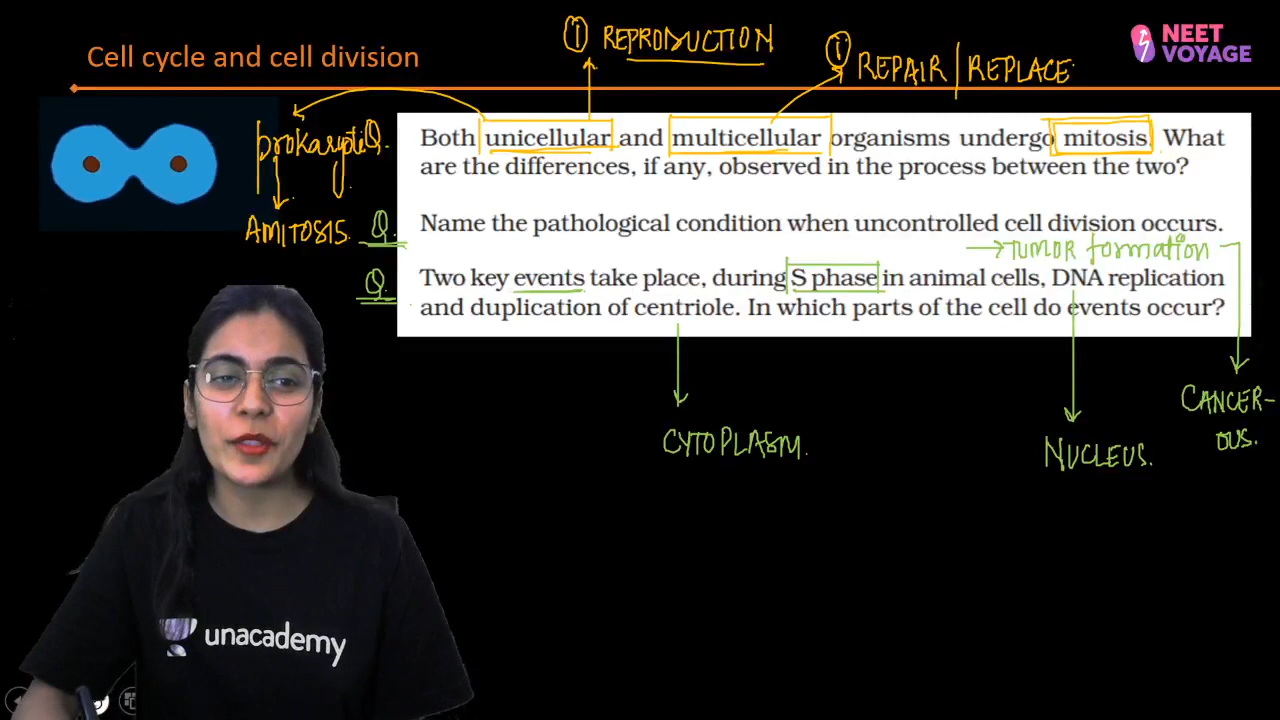 Cell cycle and cell division
① REPRODUCTION
① REPAIR/REPLACE
NEET
VOYAGE
prokaryotic
AMITOSIS.
Q.
Both unicellular and multicellular organisms undergo mitosis. What
are the differences, if any, observed in the process between the two?
Q.
Name the pathological condition when uncontrolled cell division occurs.
→ TUMOR formation
Q.
Two key events take place, during S phase in animal cells, DNA replication
and duplication of centriole. In which parts of the cell do events occur?
CYTOPLASM.
NUCLEUS.
CANCER-
OUS.
unacademy